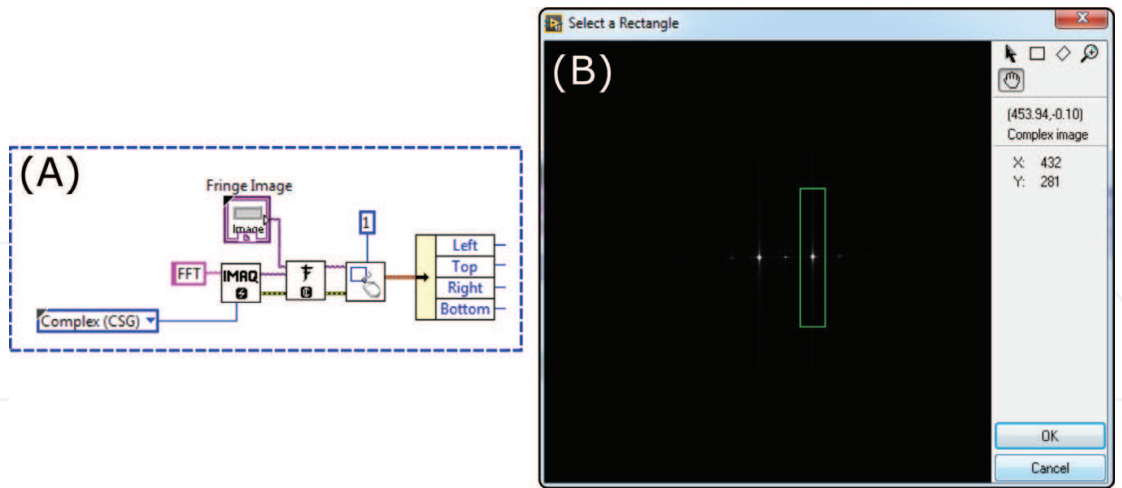 (A)
Fringe Image
Image
1
FFT
IMAQ
Complex (CSG)
Left
Top
Right
Bottom
Select a Rectangle
X
(B)
(453.94,-0.10)
Complex image
X: 432
Y: 281
OK
Cancel